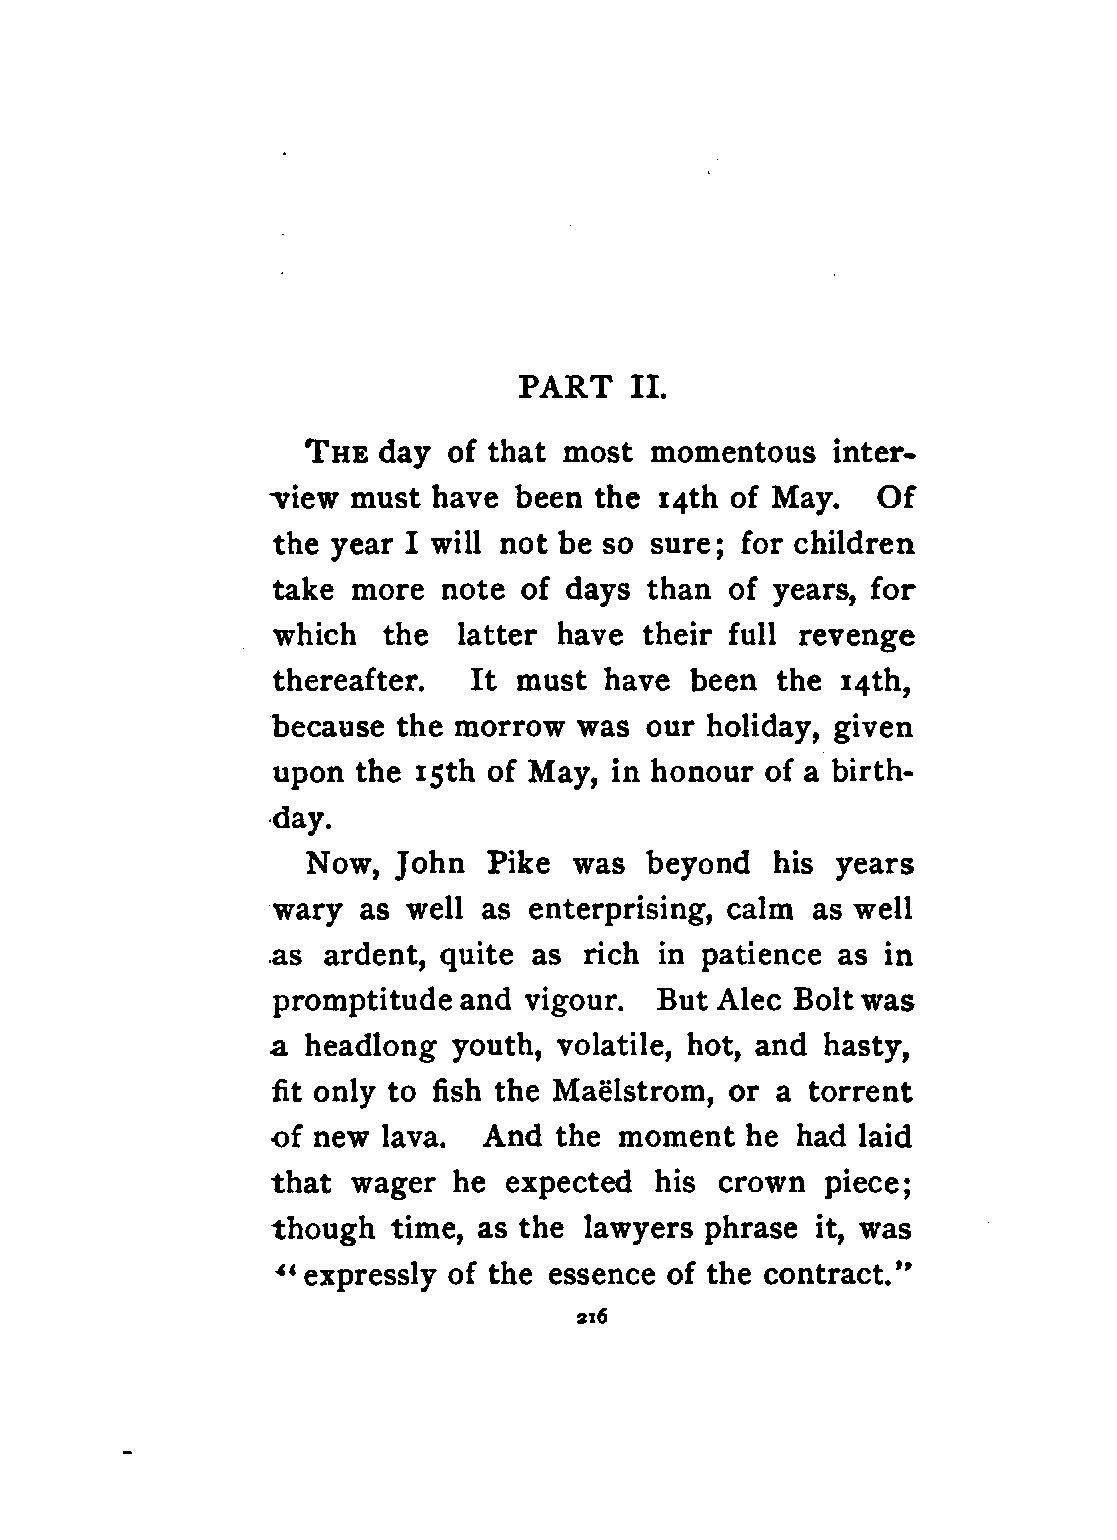 PART II.
THE day of that most momentous inter-
view must have been the 14th of May. Of
the year I will not be so sure; for children
take more note of days than of years, for
which the latter have their full revenge
thereafter. It must have been the 14th,
because the morrow was our holiday, given
upon the 15th of May, in honour of a birth-
day.
Now, John Pike was beyond his years
wary as well as enterprising, calm as well
as ardent, quite as rich in patience as in
promptitude and vigour. But Alec Bolt was
a headlong youth, volatile, hot, and hasty,
fit only to fish the Maëlstrom, or a torrent
of new lava. And the moment he had laid
that wager he expected his crown piece;
though time, as the lawyers phrase it, was
"expressly of the essence of the contract."
216